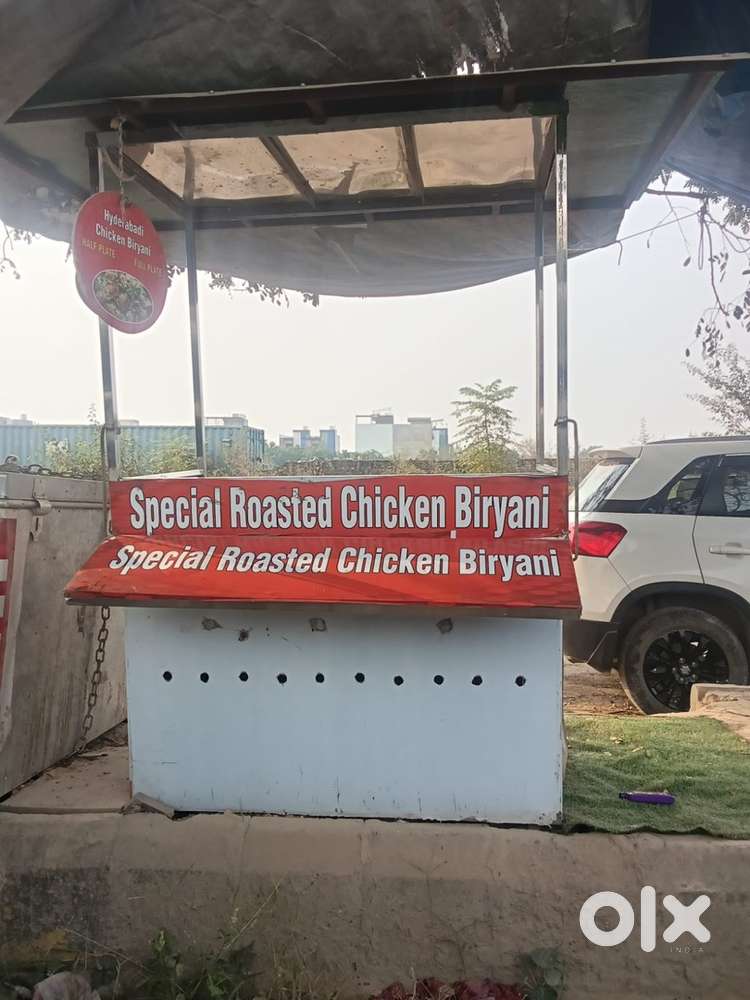 Hyderabadi
Chicken Biryani
HALF PLATE FULL PLATE
Special Roasted Chicken Biryani
Special Roasted Chicken Biryani
olx
INDIA